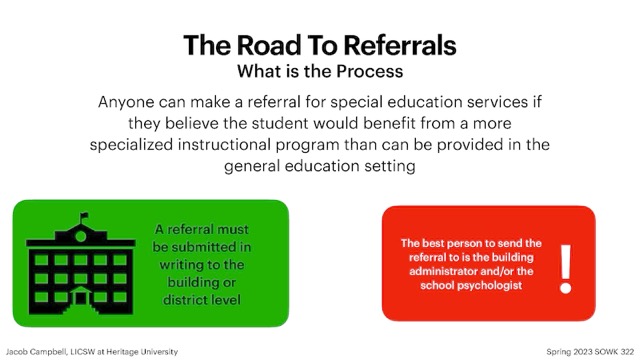 The Road To Referrals
What is the Process
Anyone can make a referral for special education services if
they believe the student would benefit from a more
specialized instructional program than can be provided in the
general education setting
A referral must
be submitted in
writing to the
building or
district level
The best person to send the
referral to is the building
administrator and/or the
school psychologist
!
Jacob Campbell, LICSW at Heritage University
Spring 2023 SOWK 322